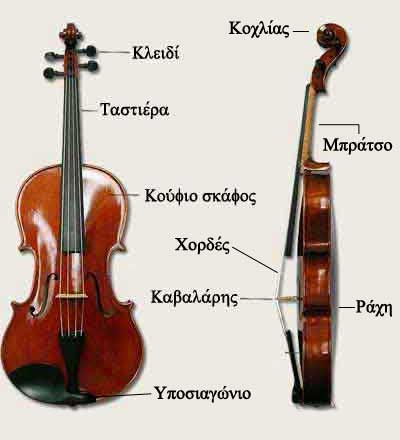 Κοχλίας
Κλειδί
Ταστιέρα
Μπράτσο
Κούφιο σκάφος
Χορδές
Καβαλάρης
Ράχη
Υποσιαγώνιο